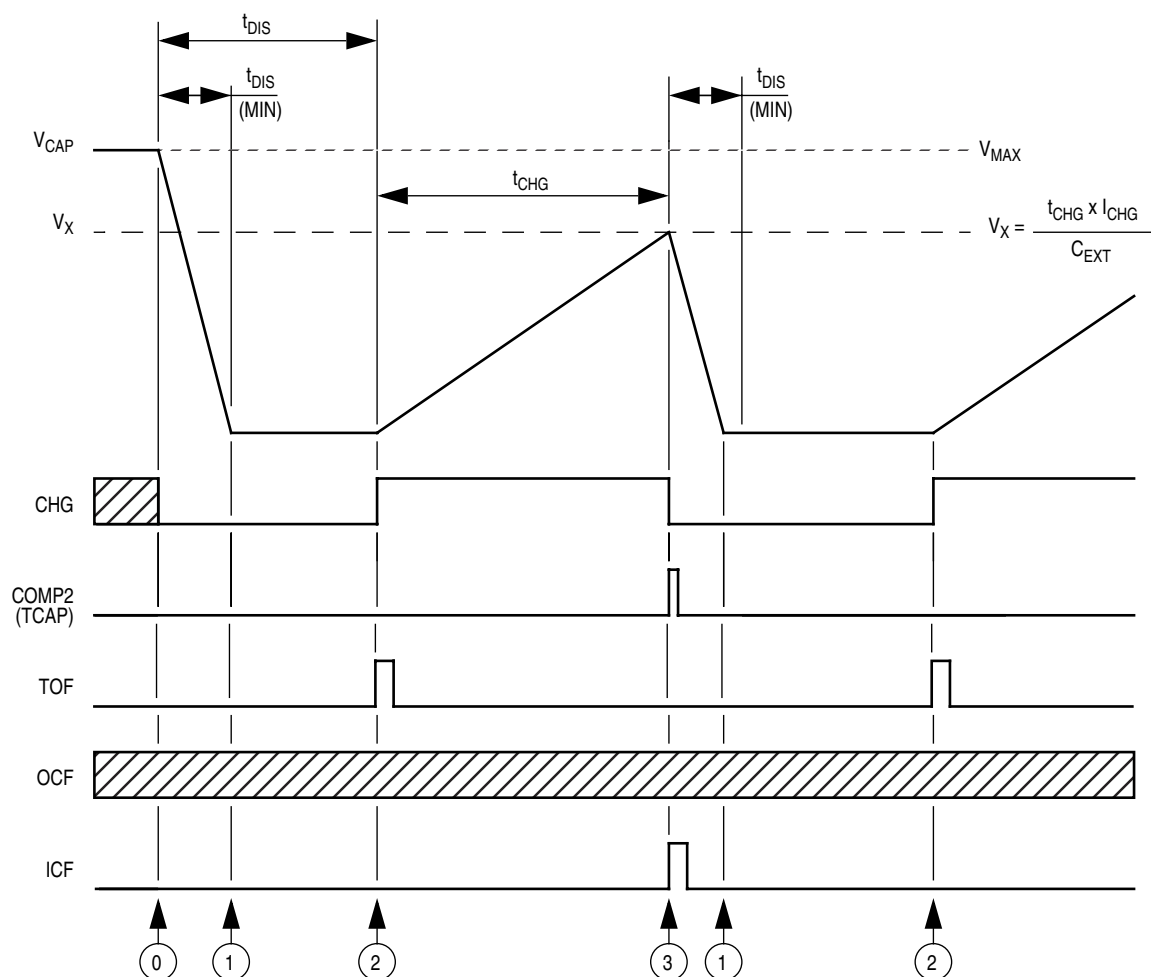 tDIS
tDIS
(MIN)
tDIS
(MIN)
VCAP
VMAX
tCHG
VX
VX = tCHG x ICHG
CEXT
CHG
COMP2
(TCAP)
TOF
OCF
ICF
0
1
2
3
1
2